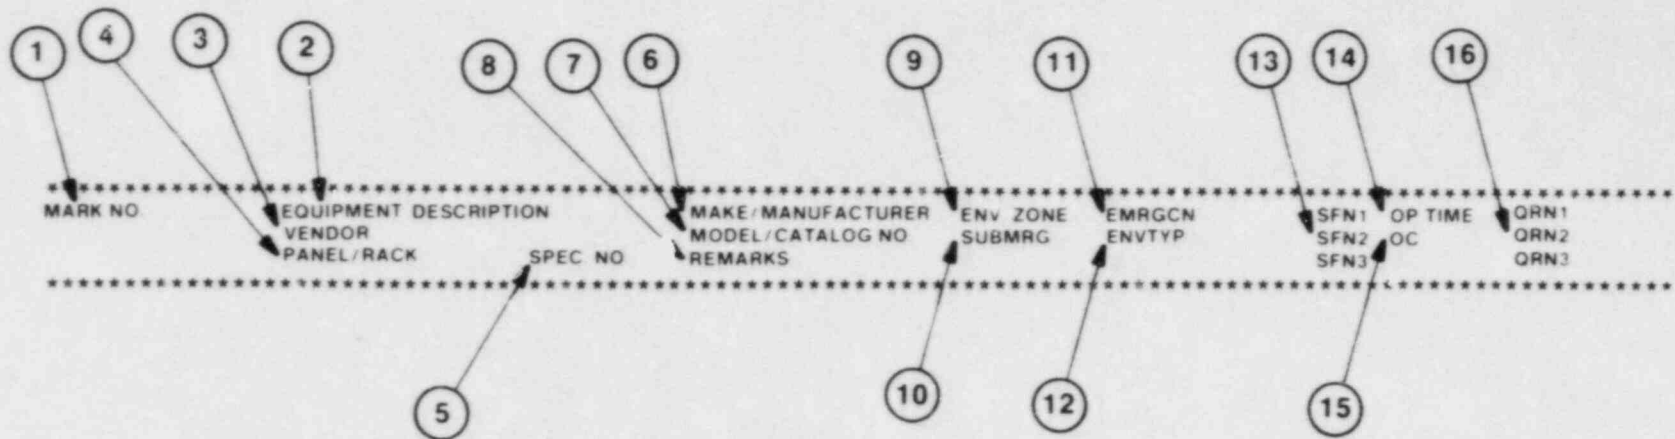 1 4 3 2 8 7 6 9 11 13 14 16
****************************************************************
MARK NO EQUIPMENT DESCRIPTION MAKE/MANUFACTURER ENV ZONE EMRGCN SFN1 OP TIME QRN1
VENDOR MODEL/CATALOG NO SUBMRG ENVTYP SFN2 OC QRN2
PANEL/RACK SPEC NO REMARKS SFN3 QRN3
****************************************************************
5 10 12 15